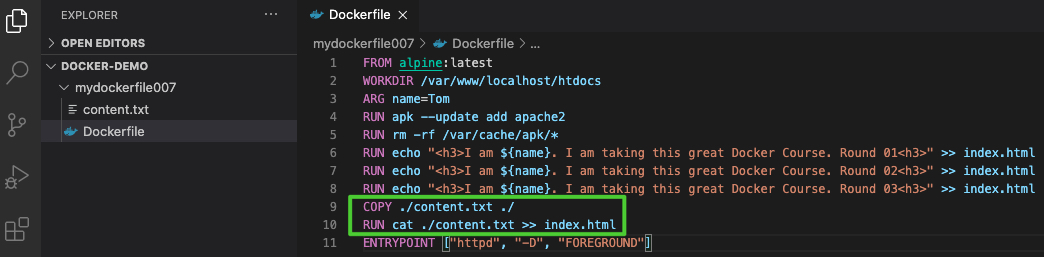 EXPLORER
...
OPEN EDITORS
DOCKER-DEMO
mydockerfile007
content.txt
Dockerfile
Dockerfile
mydockerfile007 > Dockerfile > ...
1 FROM alpine:latest
2 WORKDIR /var/www/localhost/htdocs
3 ARG name=Tom
4 RUN apk --update add apache2
5 RUN rm -rf /var/cache/apk/*
6 RUN echo "<h3>I am ${name}. I am taking this great Docker Course. Round 01<h3>" >> index.html
7 RUN echo "<h3>I am ${name}. I am taking this great Docker Course. Round 02<h3>" >> index.html
8 RUN echo "<h3>I am ${name}. I am taking this great Docker Course. Round 03<h3>" >> index.html
9 COPY ./content.txt ./
10 RUN cat ./content.txt >> index.html
11 ENTRYPOINT ["httpd", "-D", "FOREGROUND"]